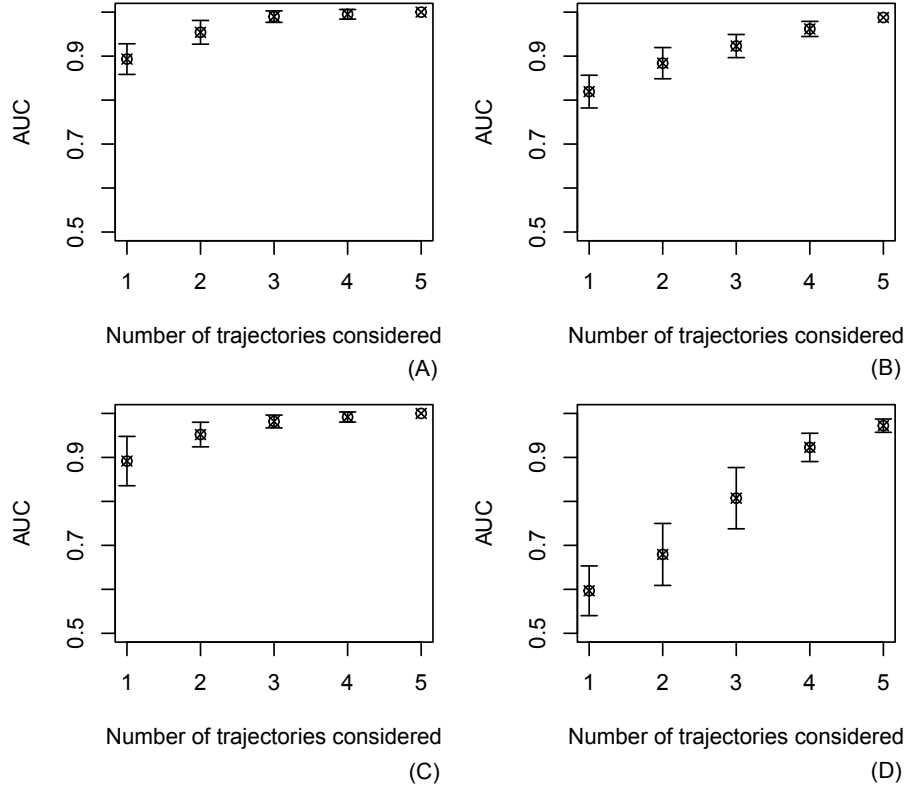 AUC
0.5 0.7 0.9
1 2 3 4 5
Number of trajectories considered
(A)
AUC
0.5 0.7 0.9
1 2 3 4 5
Number of trajectories considered
(B)
AUC
0.5 0.7 0.9
1 2 3 4 5
Number of trajectories considered
(C)
AUC
0.5 0.7 0.9
1 2 3 4 5
Number of trajectories considered
(D)